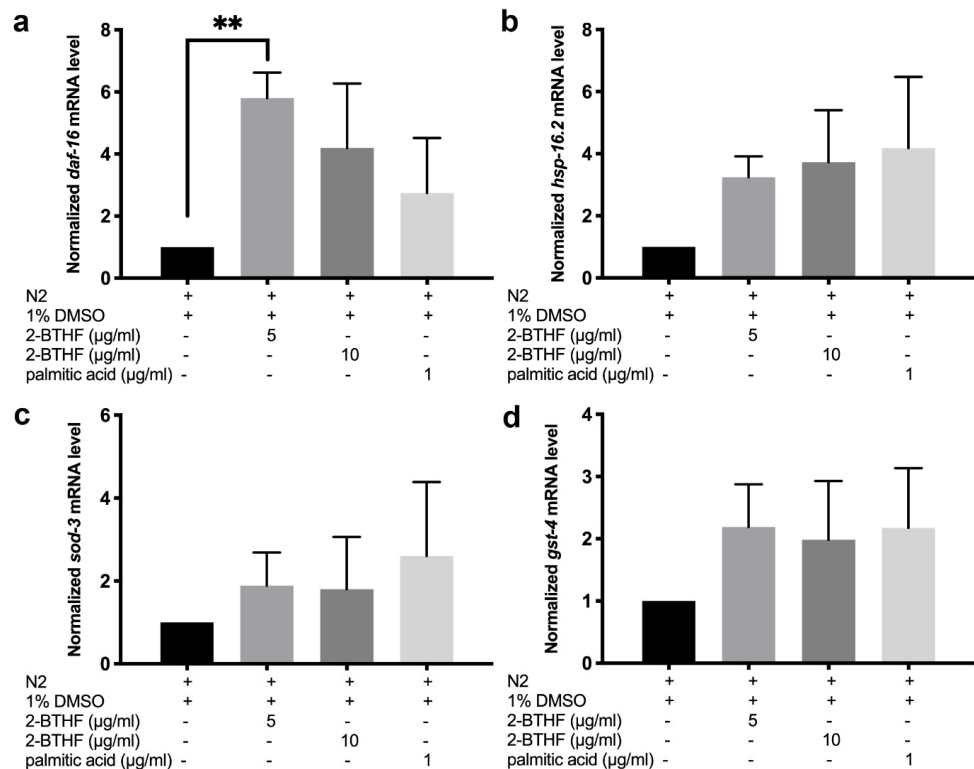 a
**
Normalized daf-16 mRNA level
8
6
4
2
0
N2 + + + +
1% DMSO + + + +
2-BTHF (μg/ml) - 5 - -
2-BTHF (μg/ml) - - 10 -
palmitic acid (μg/ml) - - - 1
b
Normalized hsp-16.2 mRNA level
8
6
4
2
0
N2 + + + +
1% DMSO + + + +
2-BTHF (μg/ml) - 5 - -
2-BTHF (μg/ml) - - 10 -
palmitic acid (μg/ml) - - - 1
c
Normalized sod-3 mRNA level
6
4
2
0
N2 + + + +
1% DMSO + + + +
2-BTHF (μg/ml) - 5 - -
2-BTHF (μg/ml) - - 10 -
palmitic acid (μg/ml) - - - 1
d
Normalized gst-4 mRNA level
4
3
2
1
0
N2 + + + +
1% DMSO + + + +
2-BTHF (μg/ml) - 5 - -
2-BTHF (μg/ml) - - 10 -
palmitic acid (μg/ml) - - - 1